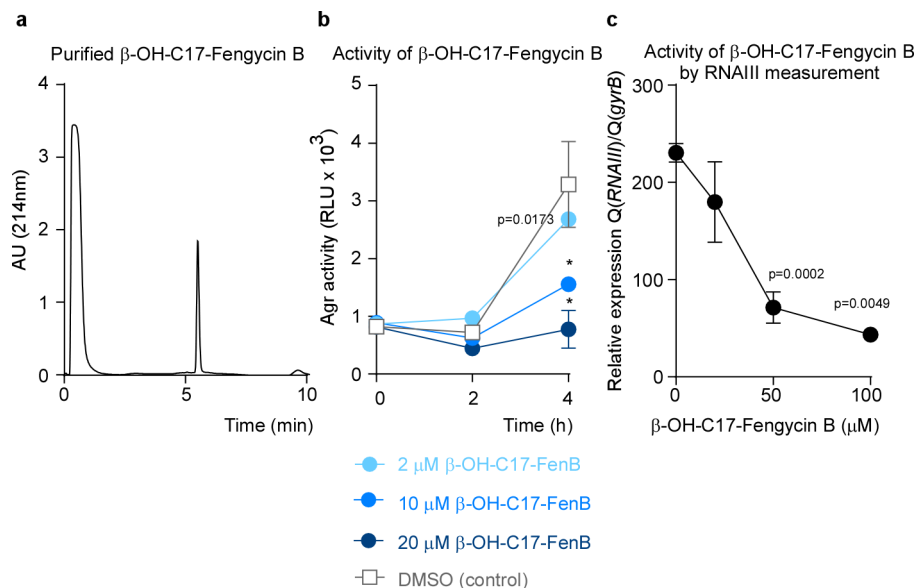 a
Purified β-OH-C17-Fengycin B
4
3
2
1
0
AU (214nm)
0 5 10
Time (min)
b
Activity of β-OH-C17-Fengycin B
5
4
3
2
1
0
Agr activity (RLU x 10³)
p=0.0173
*
*
0 2 4
Time (h)
2 μM β-OH-C17-FenB
10 μM β-OH-C17-FenB
20 μM β-OH-C17-FenB
DMSO (control)
c
Activity of β-OH-C17-Fengycin B
by RNAIII measurement
300
200
100
0
Relative expression Q(RNAIII)/Q(gyrB)
p=0.0002
p=0.0049
0 50 100
β-OH-C17-Fengycin B (μM)